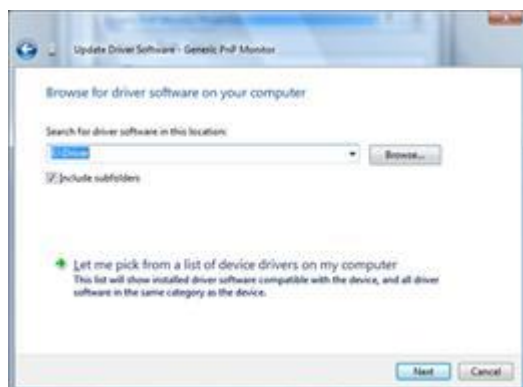 Update Driver Software - Generic PnP Monitor
Browse for driver software on your computer
Search for driver software in this location:
Browse...
Include subfolders
Let me pick from a list of device drivers on my computer
This list will show installed driver software compatible with the device, and all driver
software in the same category as the device.
Next Cancel